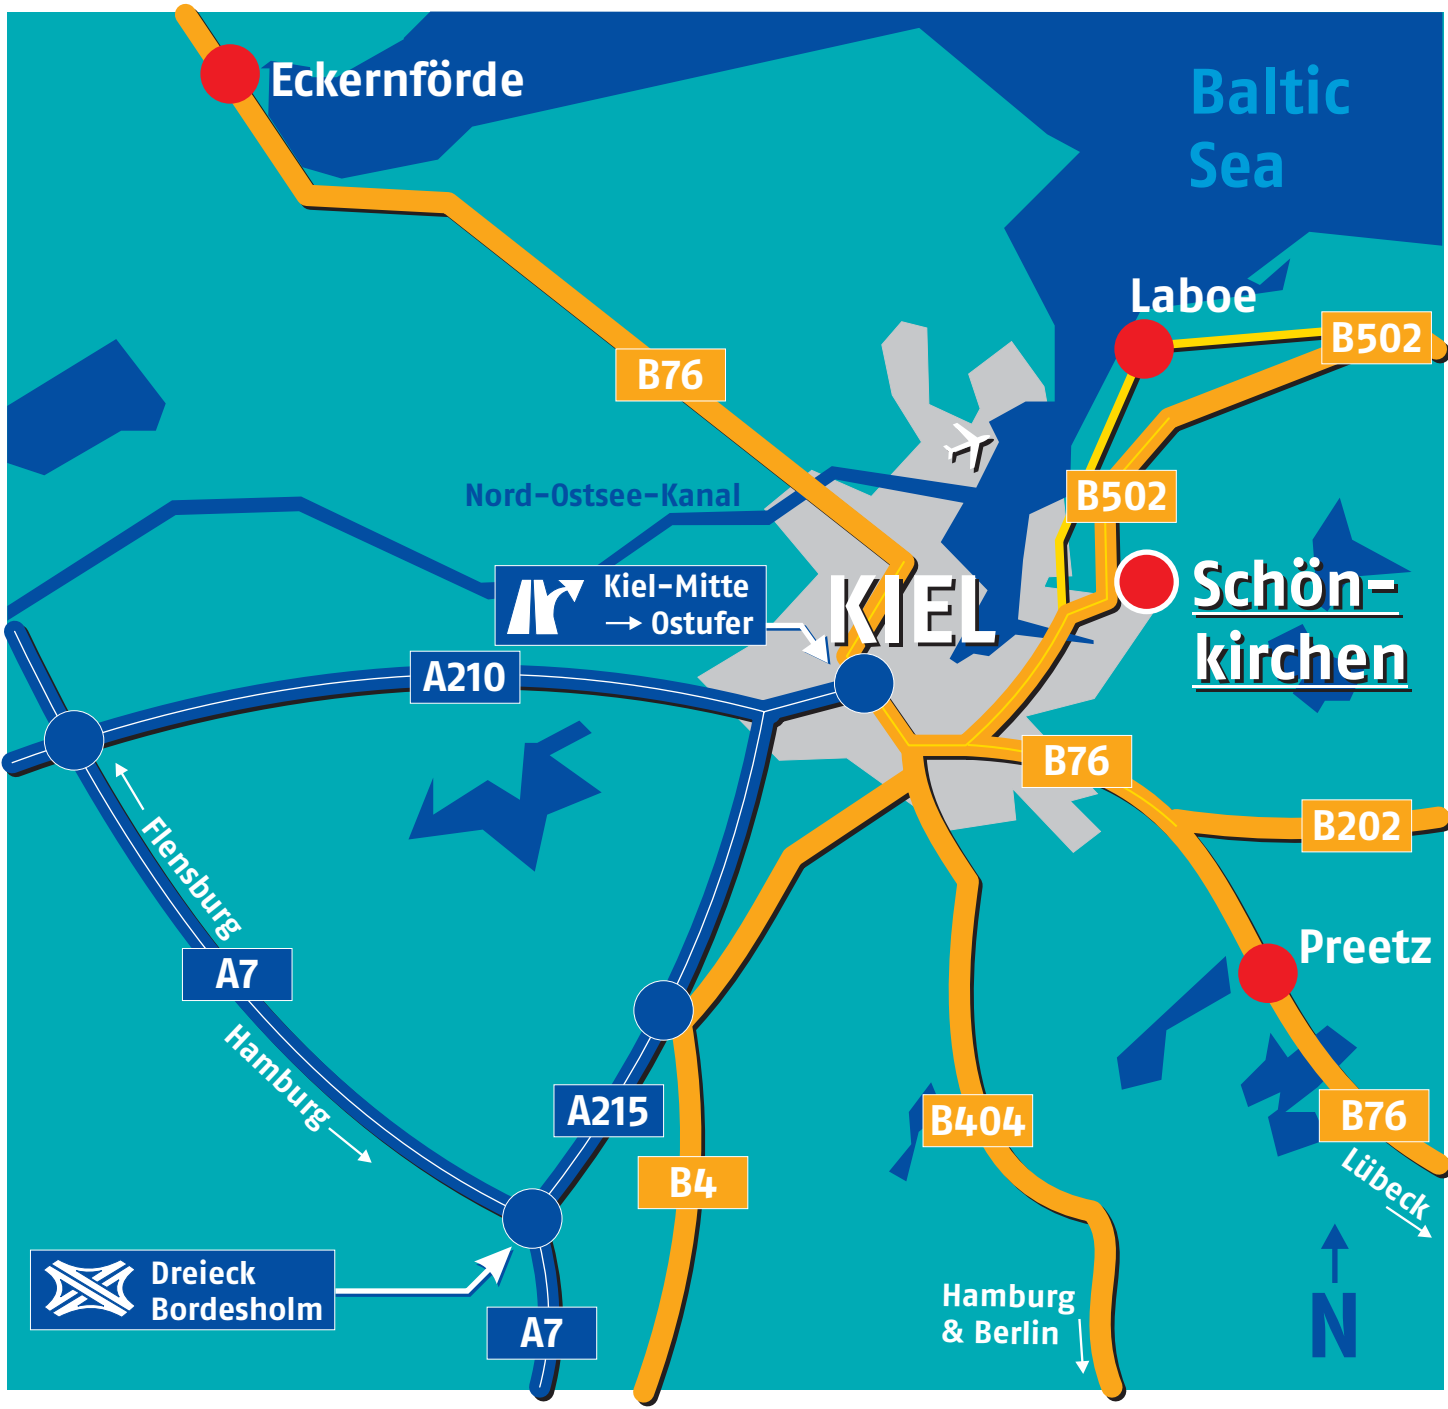 Eckernförde
Baltic
Sea
Laboe
B502
B76
Nord-Ostsee-Kanal
B502
Kiel-Mitte
→ Ostufer
KIEL
Schön-
kirchen
A210
B76
B202
Flensburg
A7
Preetz
Hamburg
A215
B404
B76
B4
Lübeck
Dreieck
Bordesholm
Hamburg
& Berlin
A7
N